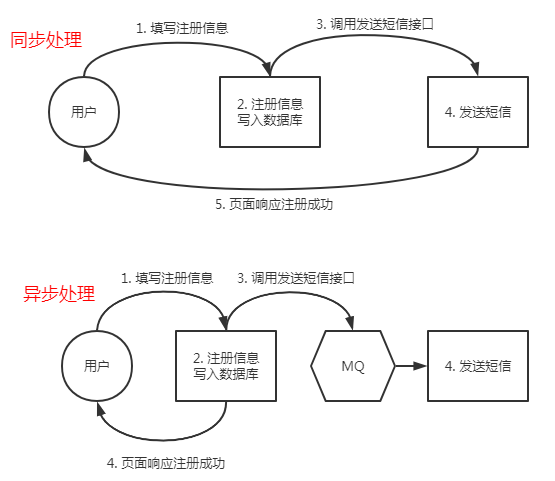 同步处理
1. 填写注册信息
3. 调用发送短信接口
用户
2. 注册信息
写入数据库
4. 发送短信
5. 页面响应注册成功
异步处理
1. 填写注册信息
3. 调用发送短信接口
用户
2. 注册信息
写入数据库
MQ
4. 发送短信
4. 页面响应注册成功